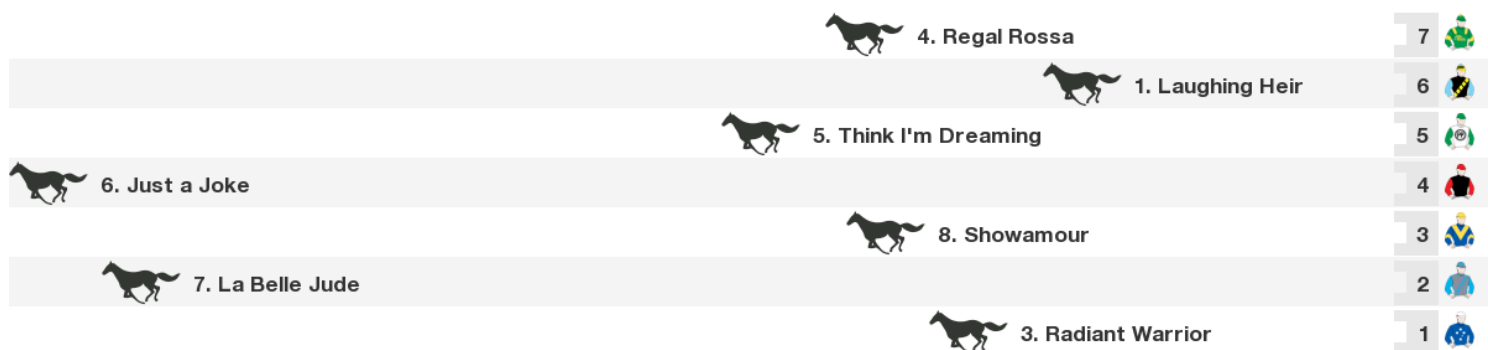 4. Regal Rossa 7
1. Laughing Heir 6
5. Think I'm Dreaming 5
6. Just a Joke 4
8. Showamour 3
7. La Belle Jude 2
3. Radiant Warrior 1